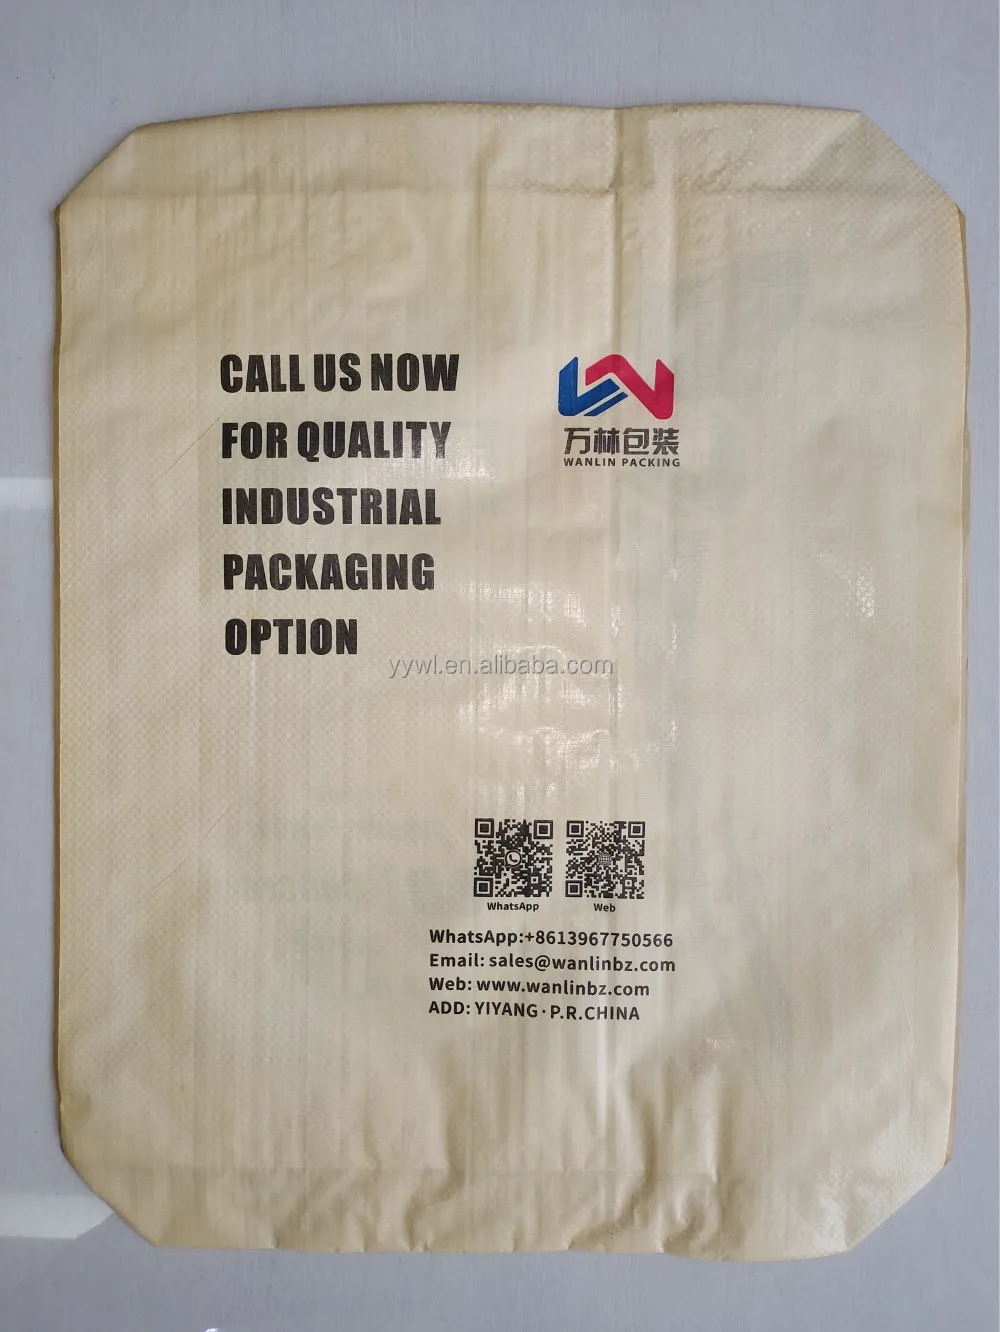 CALL US NOW
FOR QUALITY
INDUSTRIAL
PACKAGING
OPTION
万林包装
WANLIN PACKING
yywl.en.alibaba.com
WhatsApp
Web
WhatsApp:+8613967750566
Email: sales@wanlinbz.com
Web: www.wanlinbz.com
ADD: YIYANG·P.R.CHINA